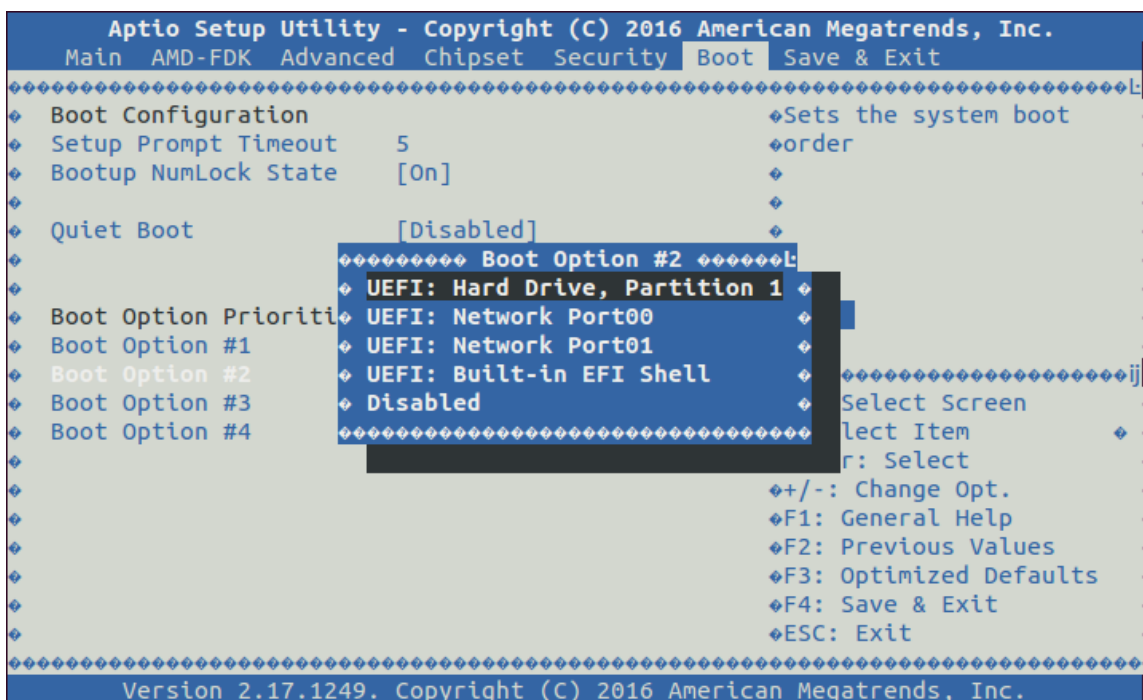 Aptio Setup Utility - Copyright (C) 2016 American Megatrends, Inc.
Main AMD-FDK Advanced Chipset Security Boot Save & Exit
Boot Configuration
Setup Prompt Timeout 5
Bootup NumLock State [On]
Quiet Boot [Disabled]
Boot Option Prioriti
Boot Option #1
Boot Option #2
Boot Option #3
Boot Option #4
Boot Option #2
UEFI: Hard Drive, Partition 1
UEFI: Network Port00
UEFI: Network Port01
UEFI: Built-in EFI Shell
Disabled
Sets the system boot
order
Select Screen
lect Item
r: Select
+/-: Change Opt.
F1: General Help
F2: Previous Values
F3: Optimized Defaults
F4: Save & Exit
ESC: Exit
Version 2.17.1249. Copyright (C) 2016 American Megatrends, Inc.